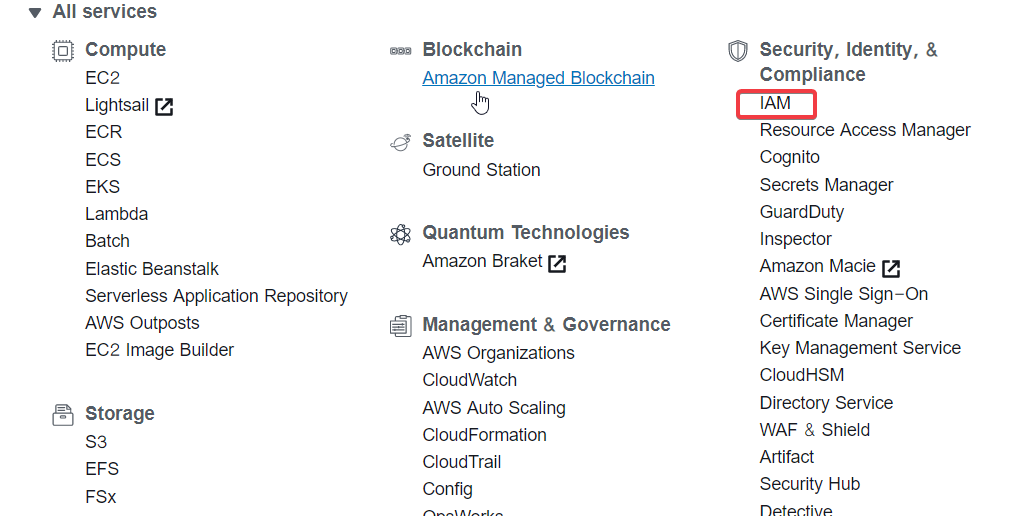 All services
Compute
EC2
Lightsail
ECR
ECS
EKS
Lambda
Batch
Elastic Beanstalk
Serverless Application Repository
AWS Outposts
EC2 Image Builder
Storage
S3
EFS
FSx
Blockchain
Amazon Managed Blockchain
Satellite
Ground Station
Quantum Technologies
Amazon Braket
Management & Governance
AWS Organizations
CloudWatch
AWS Auto Scaling
CloudFormation
CloudTrail
Config
OpsWorks
Security, Identity, &
Compliance
IAM
Resource Access Manager
Cognito
Secrets Manager
GuardDuty
Inspector
Amazon Macie
AWS Single Sign-On
Certificate Manager
Key Management Service
CloudHSM
Directory Service
WAF & Shield
Artifact
Security Hub
Detective